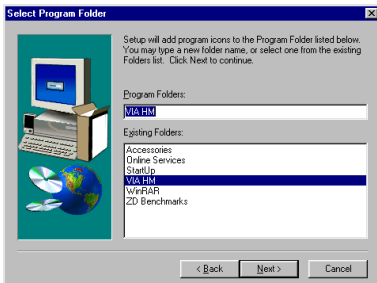 Select Program Folder
Setup will add program icons to the Program Folder listed below.
You may type a new folder name, or select one from the existing
Folders list. Click Next to continue.
Program Folders:
VIA HM
Existing Folders:
Accessories
Online Services
StartUp
VIA HM
WinRAR
ZD Benchmarks
< Back
Next >
Cancel